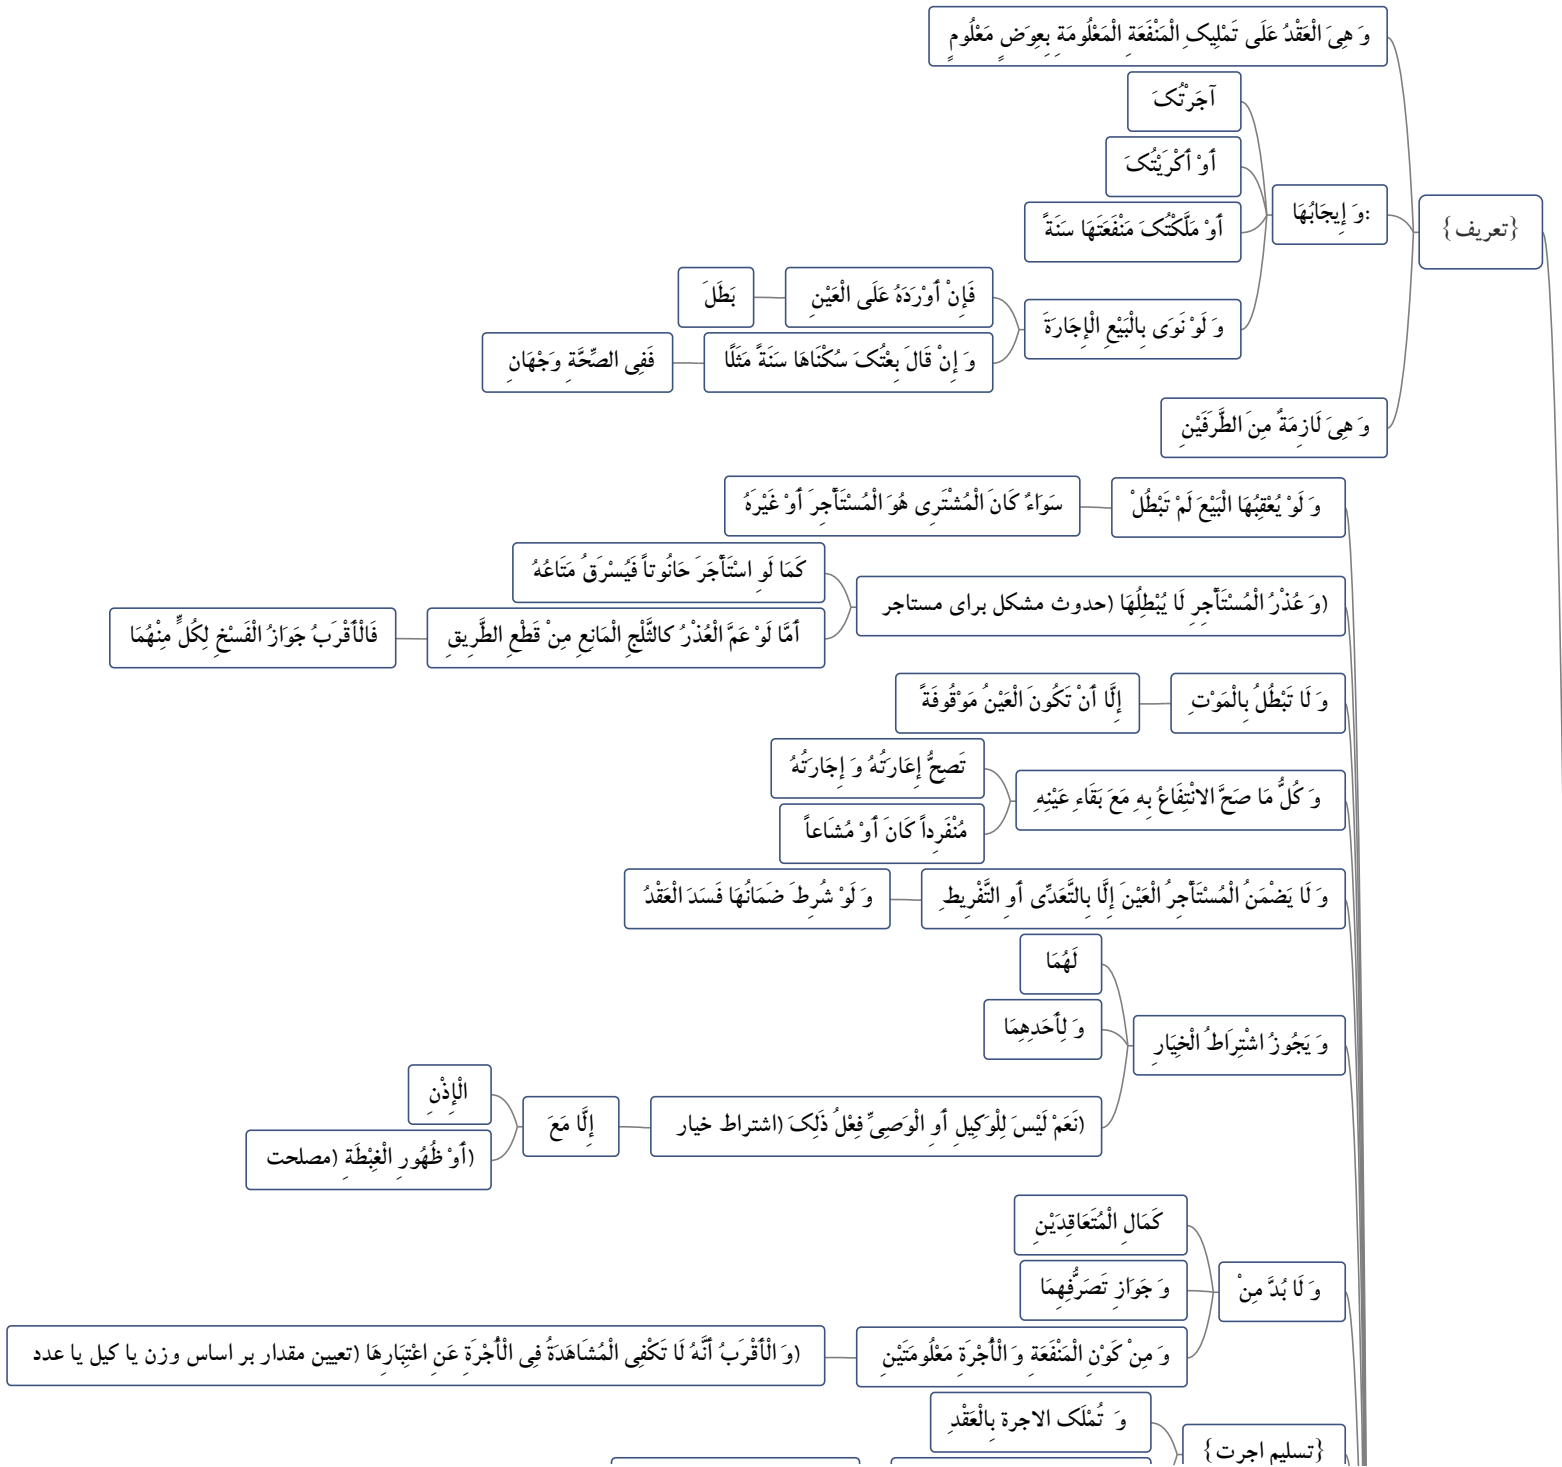 {تعریف}
وَ هِیَ الْعَقْدُ عَلَی تَمْلِیکِ الْمَنْفَعَةِ الْمَعْلُومَةِ بِعِوَضٍ مَعْلُومٍ
وَ إِیجَابُهَا:
آجَرْتُکَ
أَوْ أَکْرَیْتُکَ
أَوْ مَلَّکْتُکَ مَنْفَعَتَهَا سَنَةً
وَ لَوْ نَوَی بِالْبَیْعِ الْإِجَارَةَ
فَإِنْ أَوْرَدَهُ عَلَی الْعَیْنِ
بَطَلَ
وَ إِنْ قَالَ بِعْتُکَ سُکْنَاهَا سَنَةً مَثَلًا
فَفِی الصِّحَّةِ وَجْهَانِ
وَ هِیَ لَازِمَةٌ مِنَ الطَّرَفَیْنِ
وَ لَوْ یُعْقِبُهَا الْبَیْعَ لَمْ تَبْطُلْ
سَوَاءٌ کَانَ الْمُشْتَرِی هُوَ الْمُسْتَأْجِرَ أَوْ غَیْرَهُ
وَ عُذْرُ الْمُسْتَأْجِرِ لَا یُبْطِلُهَا (حدوث مشکل برای مستاجر)
کَمَا لَوِ اسْتَأْجَرَ حَانُوتاً فَیُسْرَقُ مَتَاعُهُ
أَمَّا لَوْ عَمَّ الْعُذْرُ کالثَّلْجِ الْمَانِعِ مِنْ قَطْعِ الطَّرِیقِ
فَالْأَقْرَبُ جَوَازُ الْفَسْخِ لِکُلٍّ مِنْهُمَا
وَ لَا تَبْطُلُ بِالْمَوْتِ
إِلَّا أَنْ تَکُونَ الْعَیْنُ مَوْقُوفَةً
وَ کُلُّ مَا صَحَّ الانْتِفَاعُ بِهِ مَعَ بَقَاءِ عَیْنِهِ
تَصِحُّ إِعَارَتُهُ وَ إِجَارَتُهُ
مُنْفَرِداً کَانَ أَوْ مُشَاعاً
وَ لَا یَضْمَنُ الْمُسْتَأْجِرُ الْعَیْنَ إِلَّا بِالتَّعَدِّی أَوِ التَّفْرِیطِ
وَ لَوْ شُرِطَ ضَمَانُهَا فَسَدَ الْعَقْدُ
وَ یَجُوزُ اشْتِرَاطُ الْخِیَارِ
لَهُمَا
وَ لِأَحَدِهِمَا
نَعَمْ لَیْسَ لِلْوَکِیلِ أَوِ الْوَصِیِّ فِعْلُ ذَلِکَ (اشتراط خیار)
إِلَّا مَعَ
الْإِذْنِ
أَوْ ظُهُورِ الْغِبْطَةِ (مصلحت)
وَ لَا بُدَّ مِنْ
کَمَالِ الْمُتَعَاقِدَیْنِ
وَ جَوَازِ تَصَرُّفِهِمَا
وَ مِنْ کَوْنِ الْمَنْفَعَةِ وَ الْأُجْرَةِ مَعْلُومَتَیْنِ
وَ الْأَقْرَبُ أَنَّهُ لَا تَکْفِی الْمُشَاهَدَةُ فِی الْأُجْرَةِ عَنِ اعْتِبَارِهَا (تعیین مقدار بر اساس وزن یا کیل یا عدد)
{تسلیم اجرت}
وَ تُمْلَک الاجرة بِالْعَقْدِ